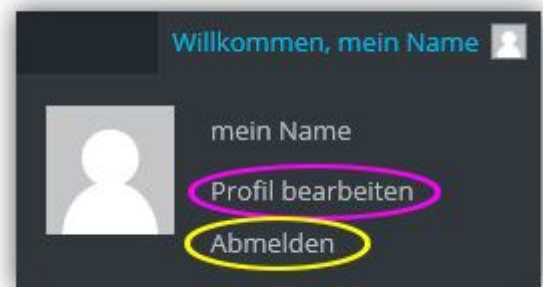 Willkommen, mein Name
mein Name
Profil bearbeiten
Abmelden